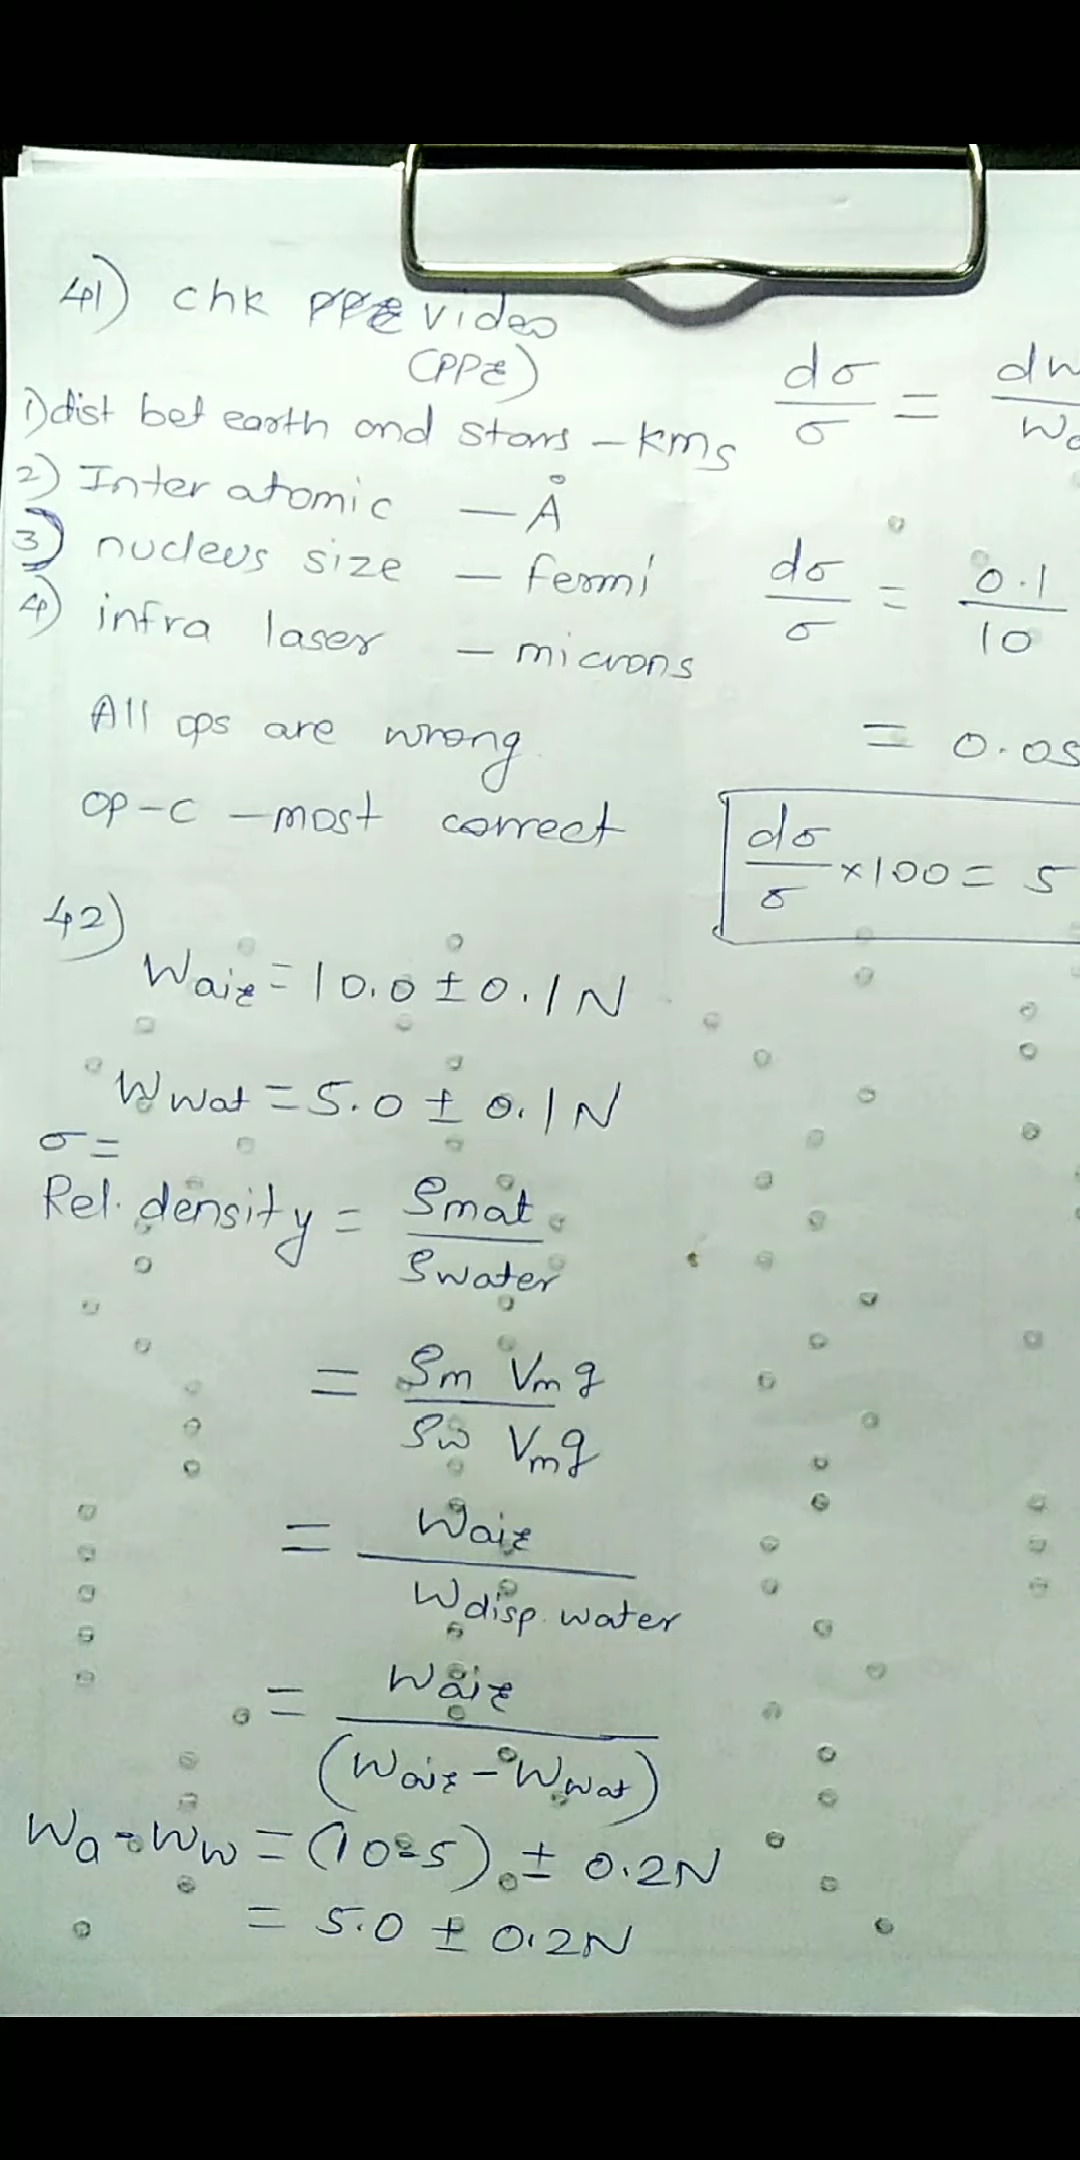 41) chk PPE video
(PPE)
1) dist bet earth and stars - kms
2) Inter atomic - Å
3) nucleus size - fermi
4) infra laser - microns
All ops are wrong
op-C - most correct
42)
Wair = 10.0 ± 0.1 N
Wwat = 5.0 ± 0.1 N
σ =
Rel. density = ρmat / ρwater
= ρm Vm g / ρω Vm g
= Wair / Wdisp. water
= Wair / (Wair - Wwat)
Wa - Ww = (10-5) ± 0.2N
= 5.0 ± 0.2N
dσ / σ =
dσ / σ = 0.1 / 10
= 0.05
dσ / σ × 100 = 5